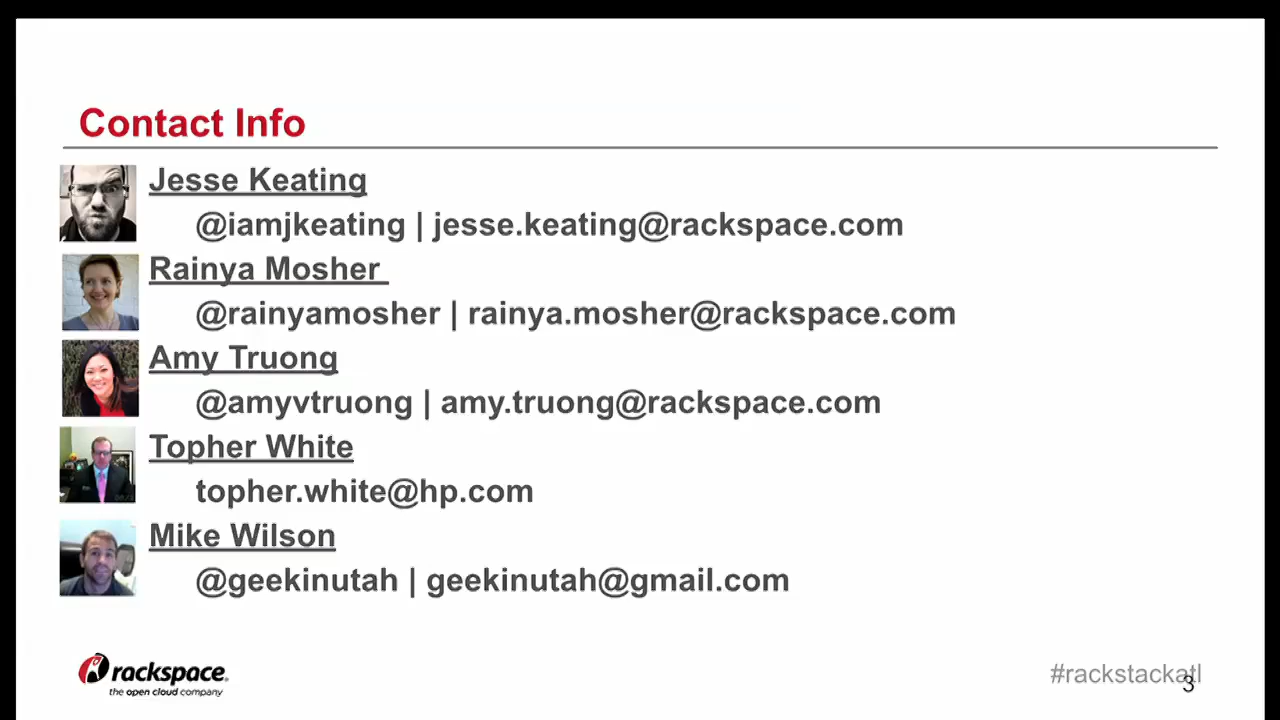 Contact Info
Jesse Keating
@iamjkeating | jesse.keating@rackspace.com
Rainya Mosher
@rainyamosher | rainya.mosher@rackspace.com
Amy Truong
@amyvtruong | amy.truong@rackspace.com
Topher White
topher.white@hp.com
Mike Wilson
@geekinutah | geekinutah@gmail.com
rackspace®
the open cloud company
#rackstackatl
3